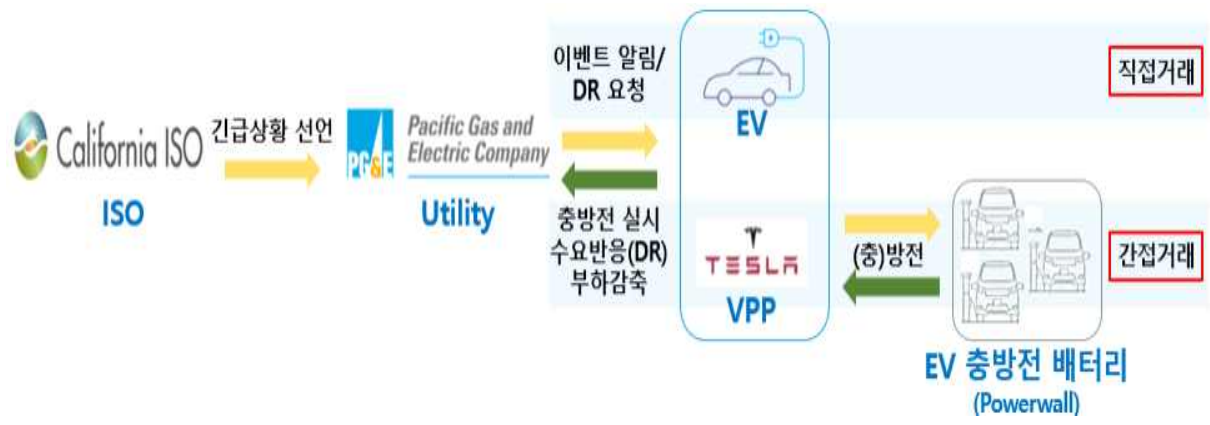 California ISO
ISO
긴급상황 선언
PG&E
Pacific Gas and
Electric Company
Utility
이벤트 알림/
DR 요청
충방전 실시
수요반응(DR)
부하감축
EV
TESLA
VPP
(충)방전
직접거래
간접거래
EV 충방전 배터리
(Powerwall)